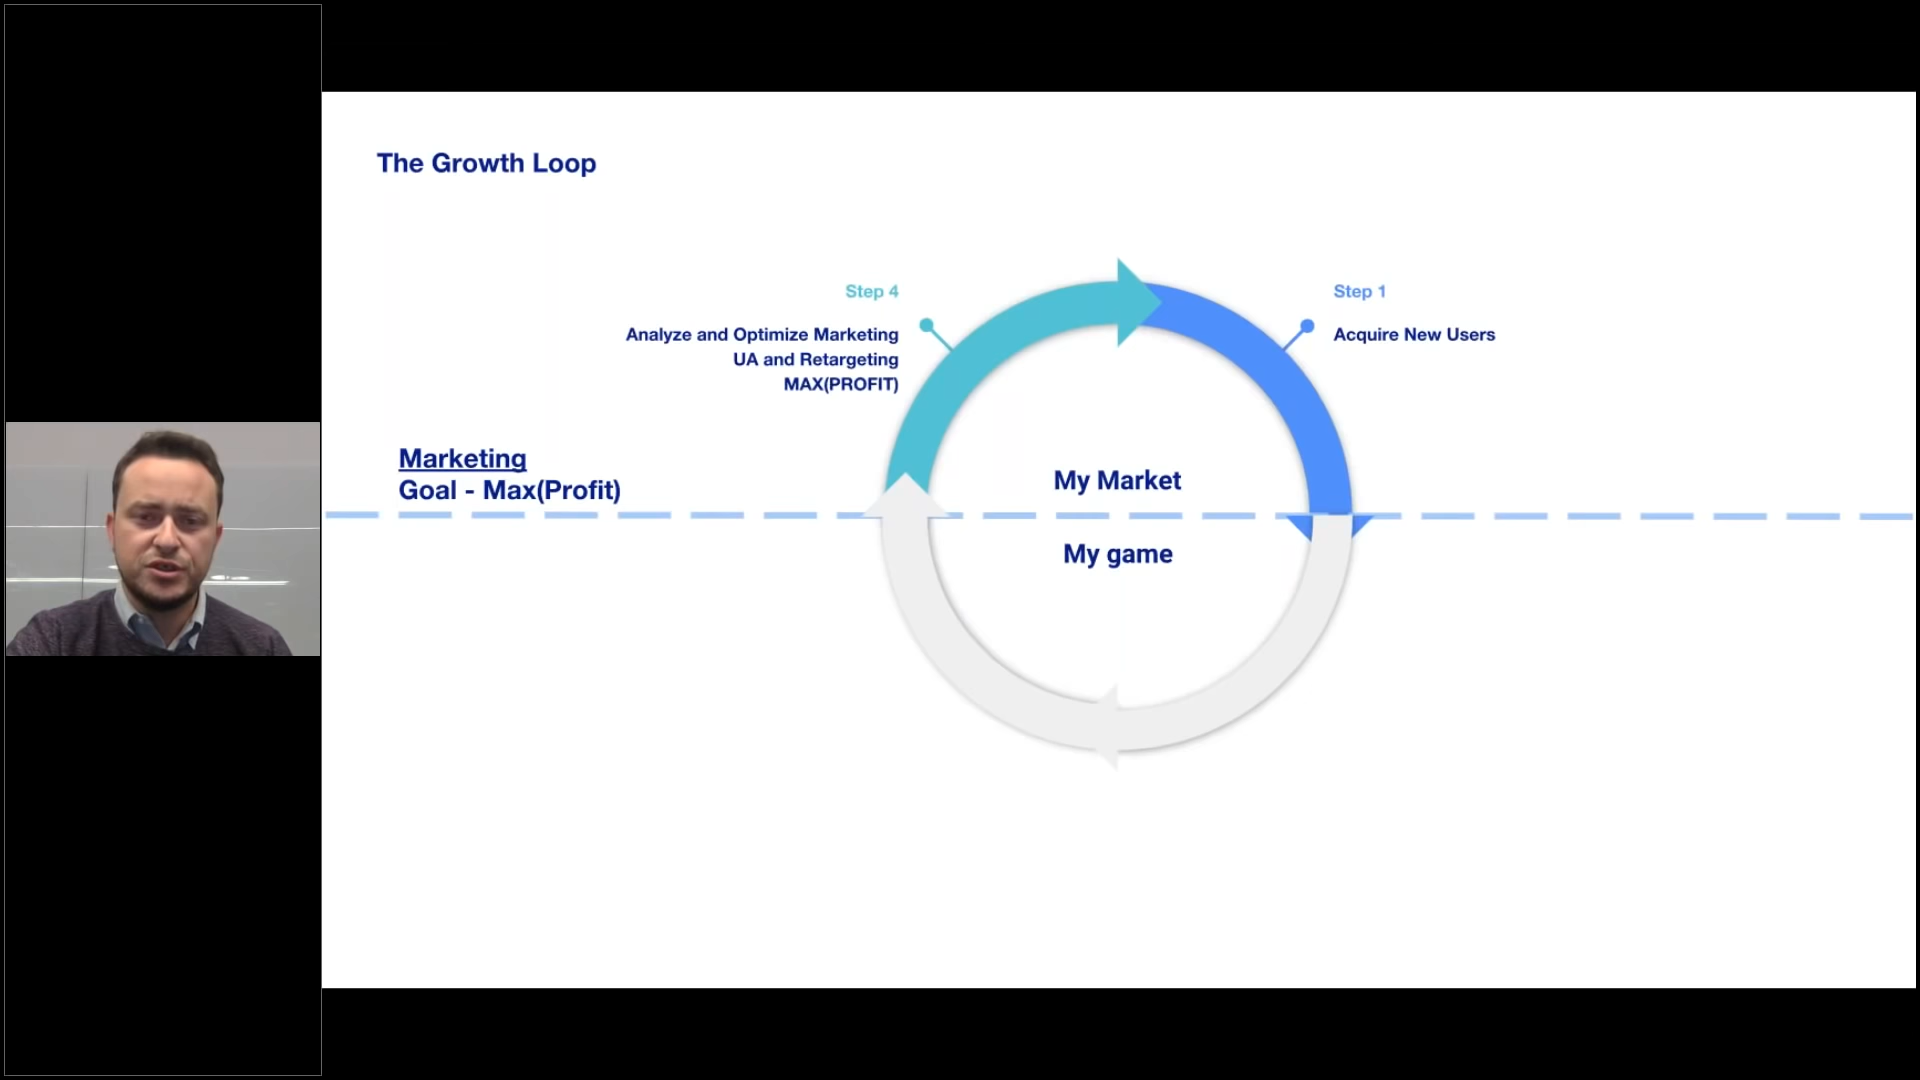 The Growth Loop
Step 4
Analyze and Optimize Marketing
UA and Retargeting
MAX(PROFIT)
Step 1
Acquire New Users
Marketing
Goal - Max(Profit)
My Market
My game